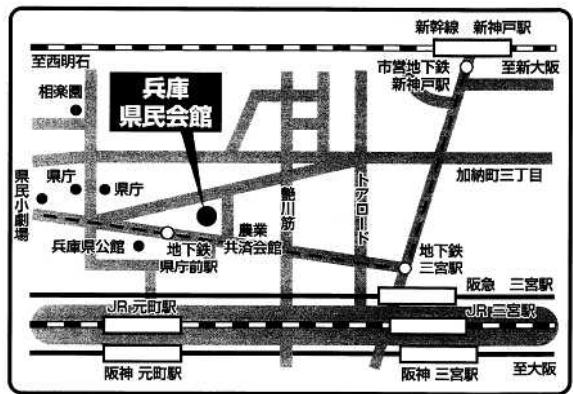 新幹線 新神戸駅
至西明石
市営地下鉄
新神戸駅
至新大阪
相楽園
兵庫
県民会館
加納町三丁目
県民小劇場
県庁
県庁
鯉川筋
トアロード
兵庫県公館
地下鉄
県庁前駅
農業
共済会館
地下鉄
三宮駅
阪急 三宮駅
JR 元町駅
JR 三宮駅
阪神 元町駅
阪神 三宮駅
至大阪